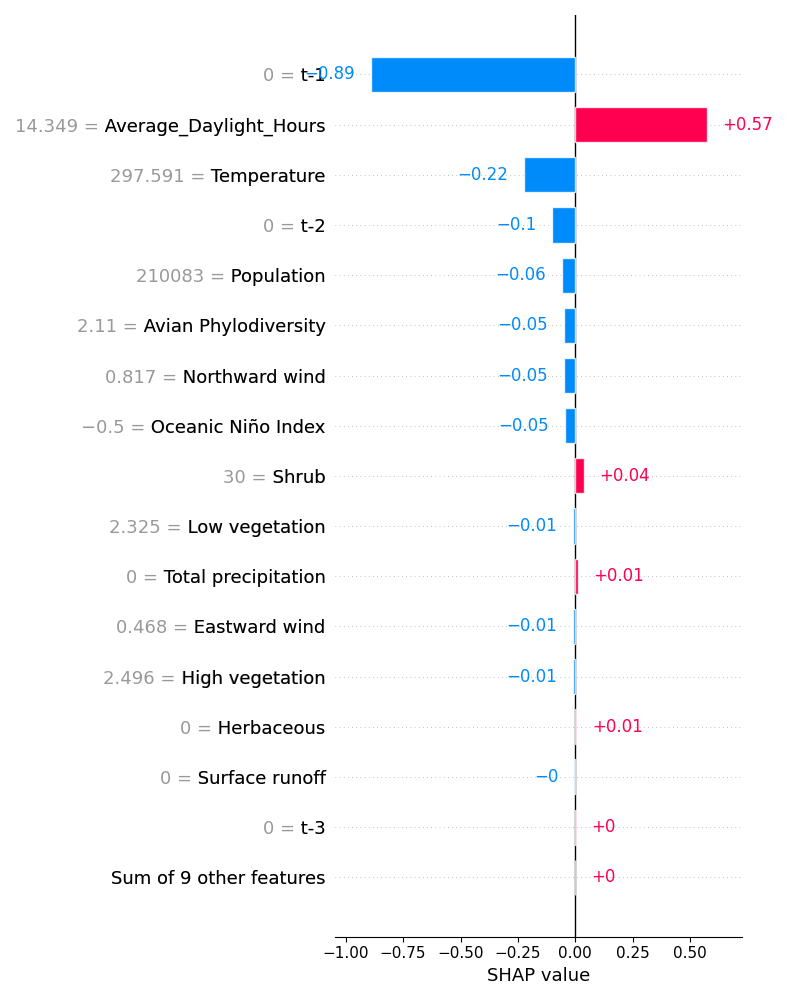 0 = t-1 −0.89
14.349 = Average_Daylight_Hours +0.57
297.591 = Temperature −0.22
0 = t-2 −0.1
210083 = Population −0.06
2.11 = Avian Phylodiversity −0.05
0.817 = Northward wind −0.05
−0.5 = Oceanic Niño Index −0.05
30 = Shrub +0.04
2.325 = Low vegetation −0.01
0 = Total precipitation +0.01
0.468 = Eastward wind −0.01
2.496 = High vegetation −0.01
0 = Herbaceous +0.01
0 = Surface runoff −0
0 = t-3 +0
Sum of 9 other features +0
−1.00 −0.75 −0.50 −0.25 0.00 0.25 0.50
SHAP value